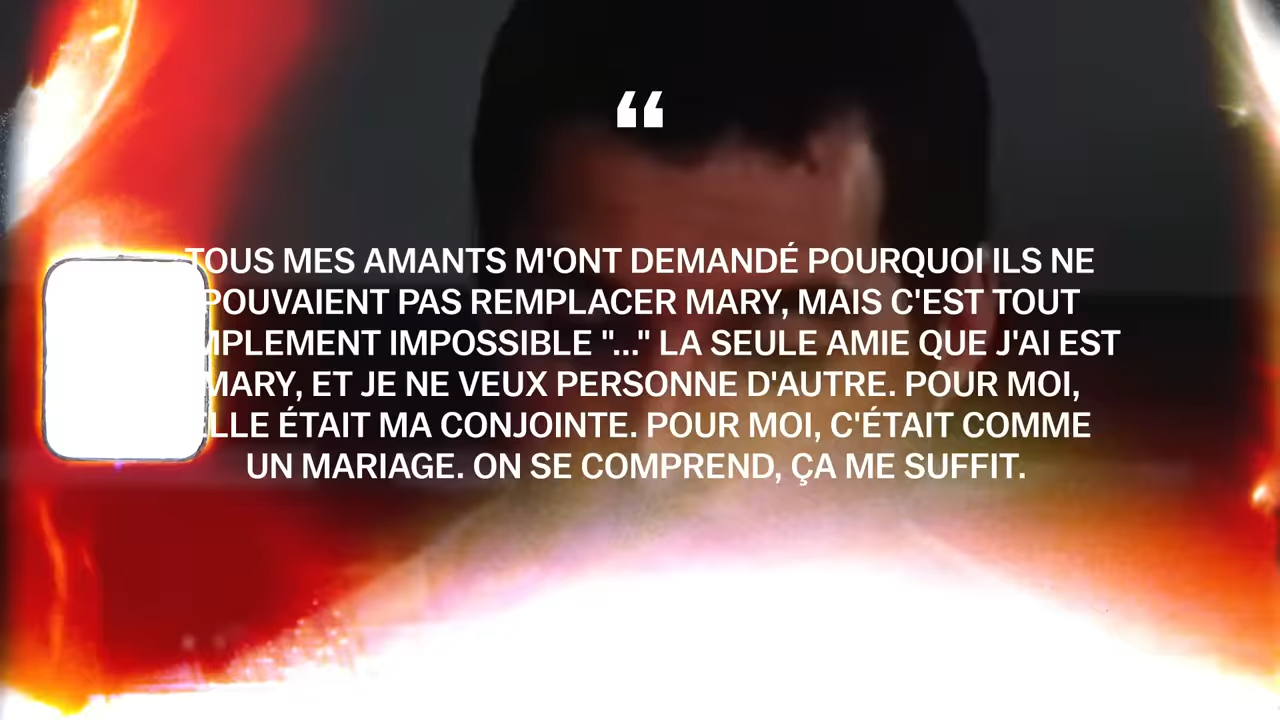 “
TOUS MES AMANTS M'ONT DEMANDÉ POURQUOI ILS NE
POUVAIENT PAS REMPLACER MARY, MAIS C'EST TOUT
MPLEMENT IMPOSSIBLE "..." LA SEULE AMIE QUE J'AI EST
MARY, ET JE NE VEUX PERSONNE D'AUTRE. POUR MOI,
ELLE ÉTAIT MA CONJOINTE. POUR MOI, C'ÉTAIT COMME
UN MARIAGE. ON SE COMPREND, ÇA ME SUFFIT.